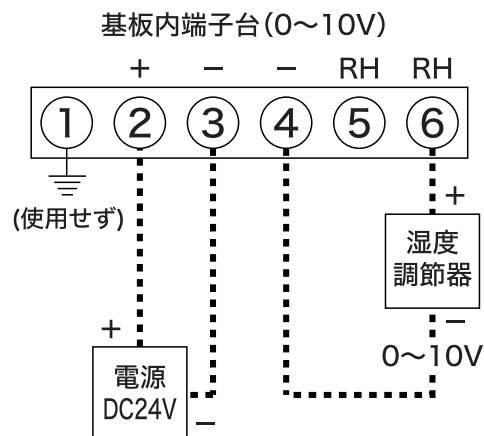 基板内端子台(0～10V)
+ − − RH RH
① ② ③ ④ ⑤ ⑥
(使用せず)
+
湿度
調節器
−
0～10V
+
電源
DC24V
−